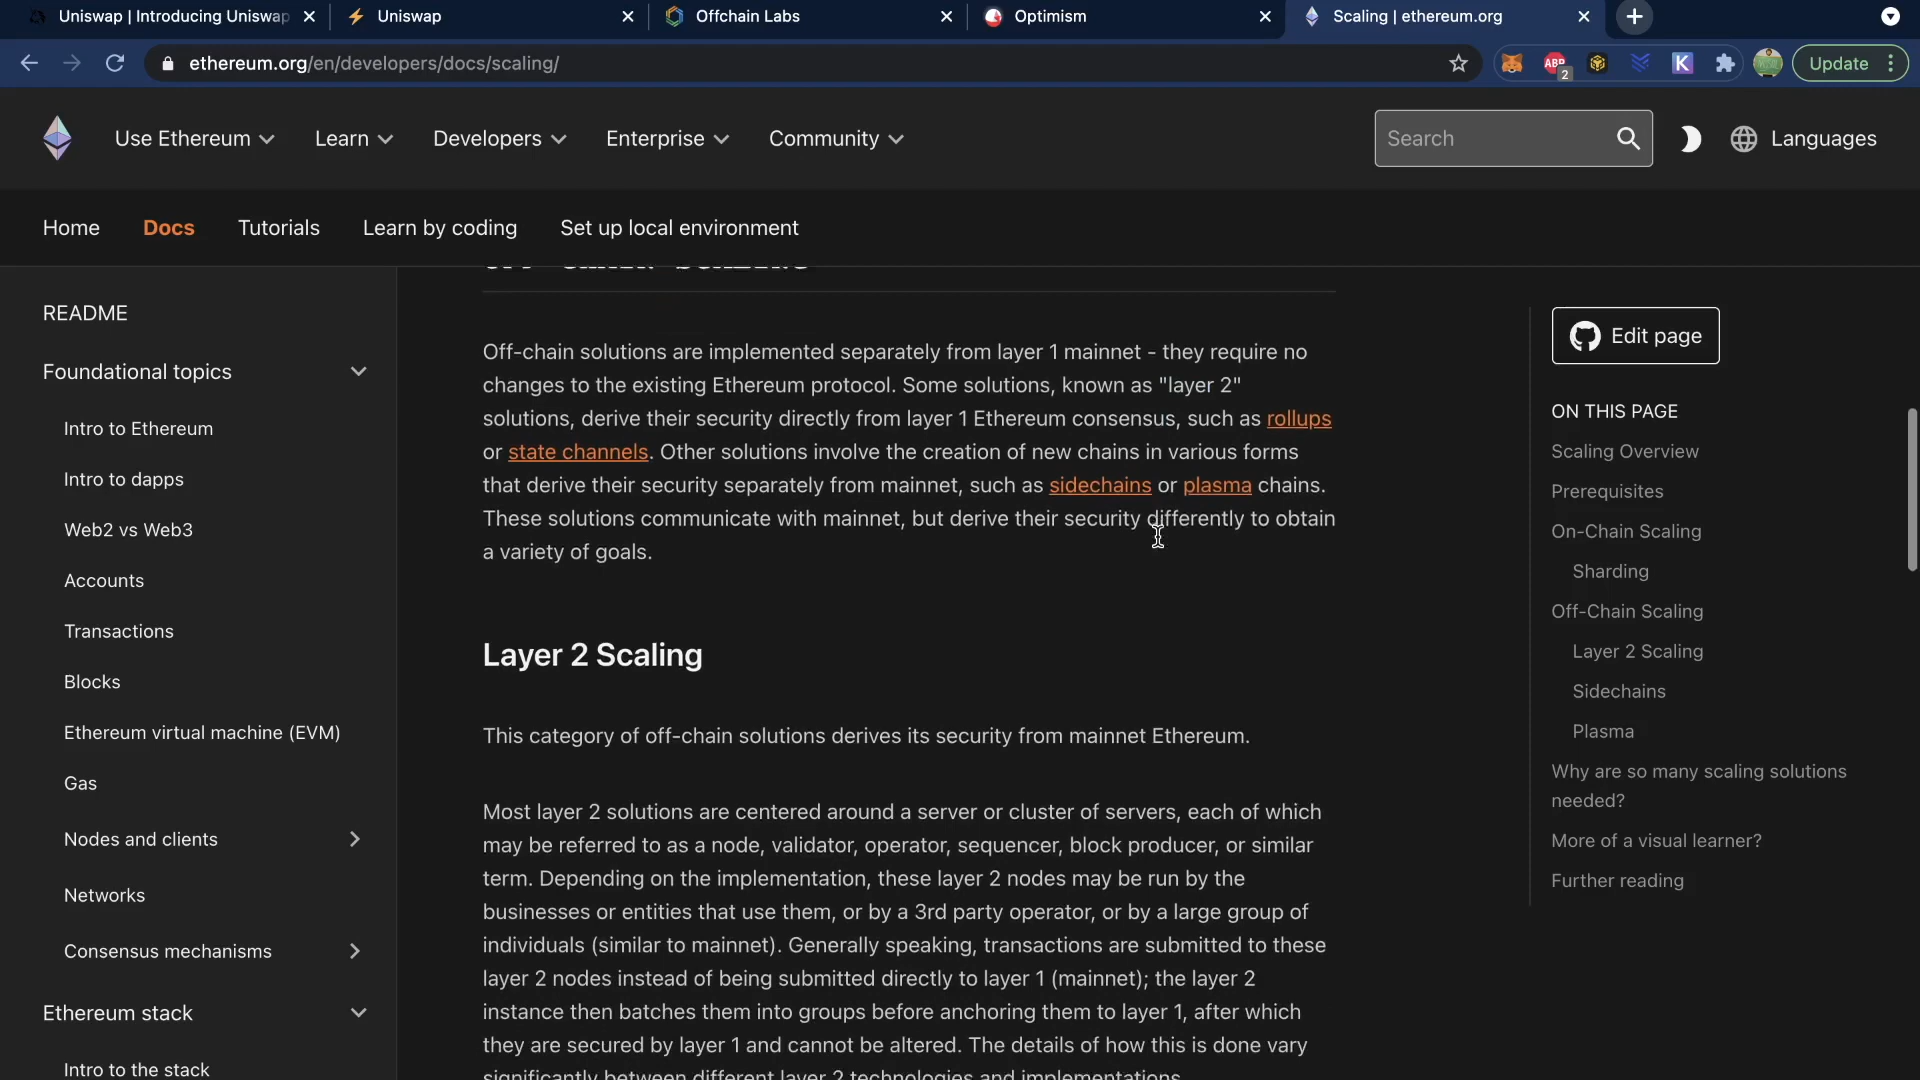 Uniswap | Introducing Uniswap
Uniswap
Offchain Labs
Optimism
Scaling | ethereum.org
ethereum.org/en/developers/docs/scaling/
ABP
2
K
Update
Use Ethereum
Learn
Developers
Enterprise
Community
Search
Languages
Home
Docs
Tutorials
Learn by coding
Set up local environment
README
Foundational topics
Intro to Ethereum
Intro to dapps
Web2 vs Web3
Accounts
Transactions
Blocks
Ethereum virtual machine (EVM)
Gas
Nodes and clients
Networks
Consensus mechanisms
Ethereum stack
Intro to the stack
Off-chain solutions are implemented separately from layer 1 mainnet - they require no
changes to the existing Ethereum protocol. Some solutions, known as "layer 2"
solutions, derive their security directly from layer 1 Ethereum consensus, such as rollups
or state channels. Other solutions involve the creation of new chains in various forms
that derive their security separately from mainnet, such as sidechains or plasma chains.
These solutions communicate with mainnet, but derive their security differently to obtain
a variety of goals.
Layer 2 Scaling
This category of off-chain solutions derives its security from mainnet Ethereum.
Most layer 2 solutions are centered around a server or cluster of servers, each of which
may be referred to as a node, validator, operator, sequencer, block producer, or similar
term. Depending on the implementation, these layer 2 nodes may be run by the
businesses or entities that use them, or by a 3rd party operator, or by a large group of
individuals (similar to mainnet). Generally speaking, transactions are submitted to these
layer 2 nodes instead of being submitted directly to layer 1 (mainnet); the layer 2
instance then batches them into groups before anchoring them to layer 1, after which
they are secured by layer 1 and cannot be altered. The details of how this is done vary
significantly between different layer 2 technologies and implementations.
Edit page
ON THIS PAGE
Scaling Overview
Prerequisites
On-Chain Scaling
Sharding
Off-Chain Scaling
Layer 2 Scaling
Sidechains
Plasma
Why are so many scaling solutions
needed?
More of a visual learner?
Further reading